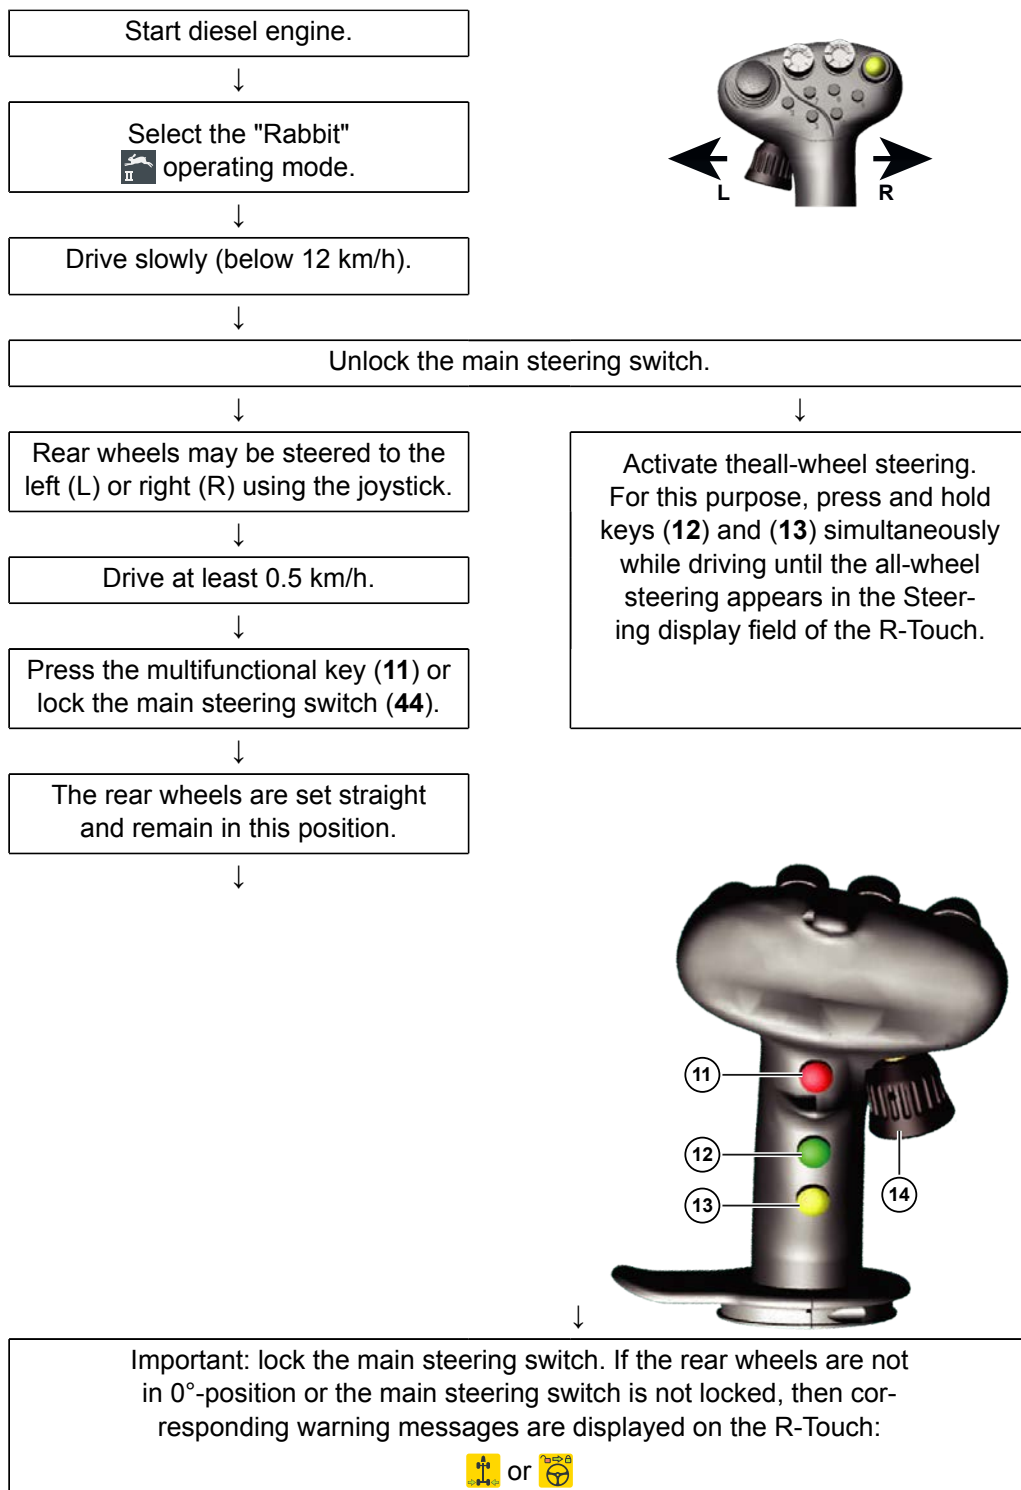 Start diesel engine.
↓
Select the "Rabbit"
II operating mode.
L
R
↓
Drive slowly (below 12 km/h).
↓
Unlock the main steering switch.
↓
↓
Rear wheels may be steered to the
left (L) or right (R) using the joystick.
↓
Drive at least 0.5 km/h.
↓
Press the multifunctional key (11) or
lock the main steering switch (44).
↓
The rear wheels are set straight
and remain in this position.
↓
Activate theall-wheel steering.
For this purpose, press and hold
keys (12) and (13) simultaneously
while driving until the all-wheel
steering appears in the Steer-
ing display field of the R-Touch.
11
12
13
14
↓
Important: lock the main steering switch. If the rear wheels are not
in 0°-position or the main steering switch is not locked, then cor-
responding warning messages are displayed on the R-Touch:
or